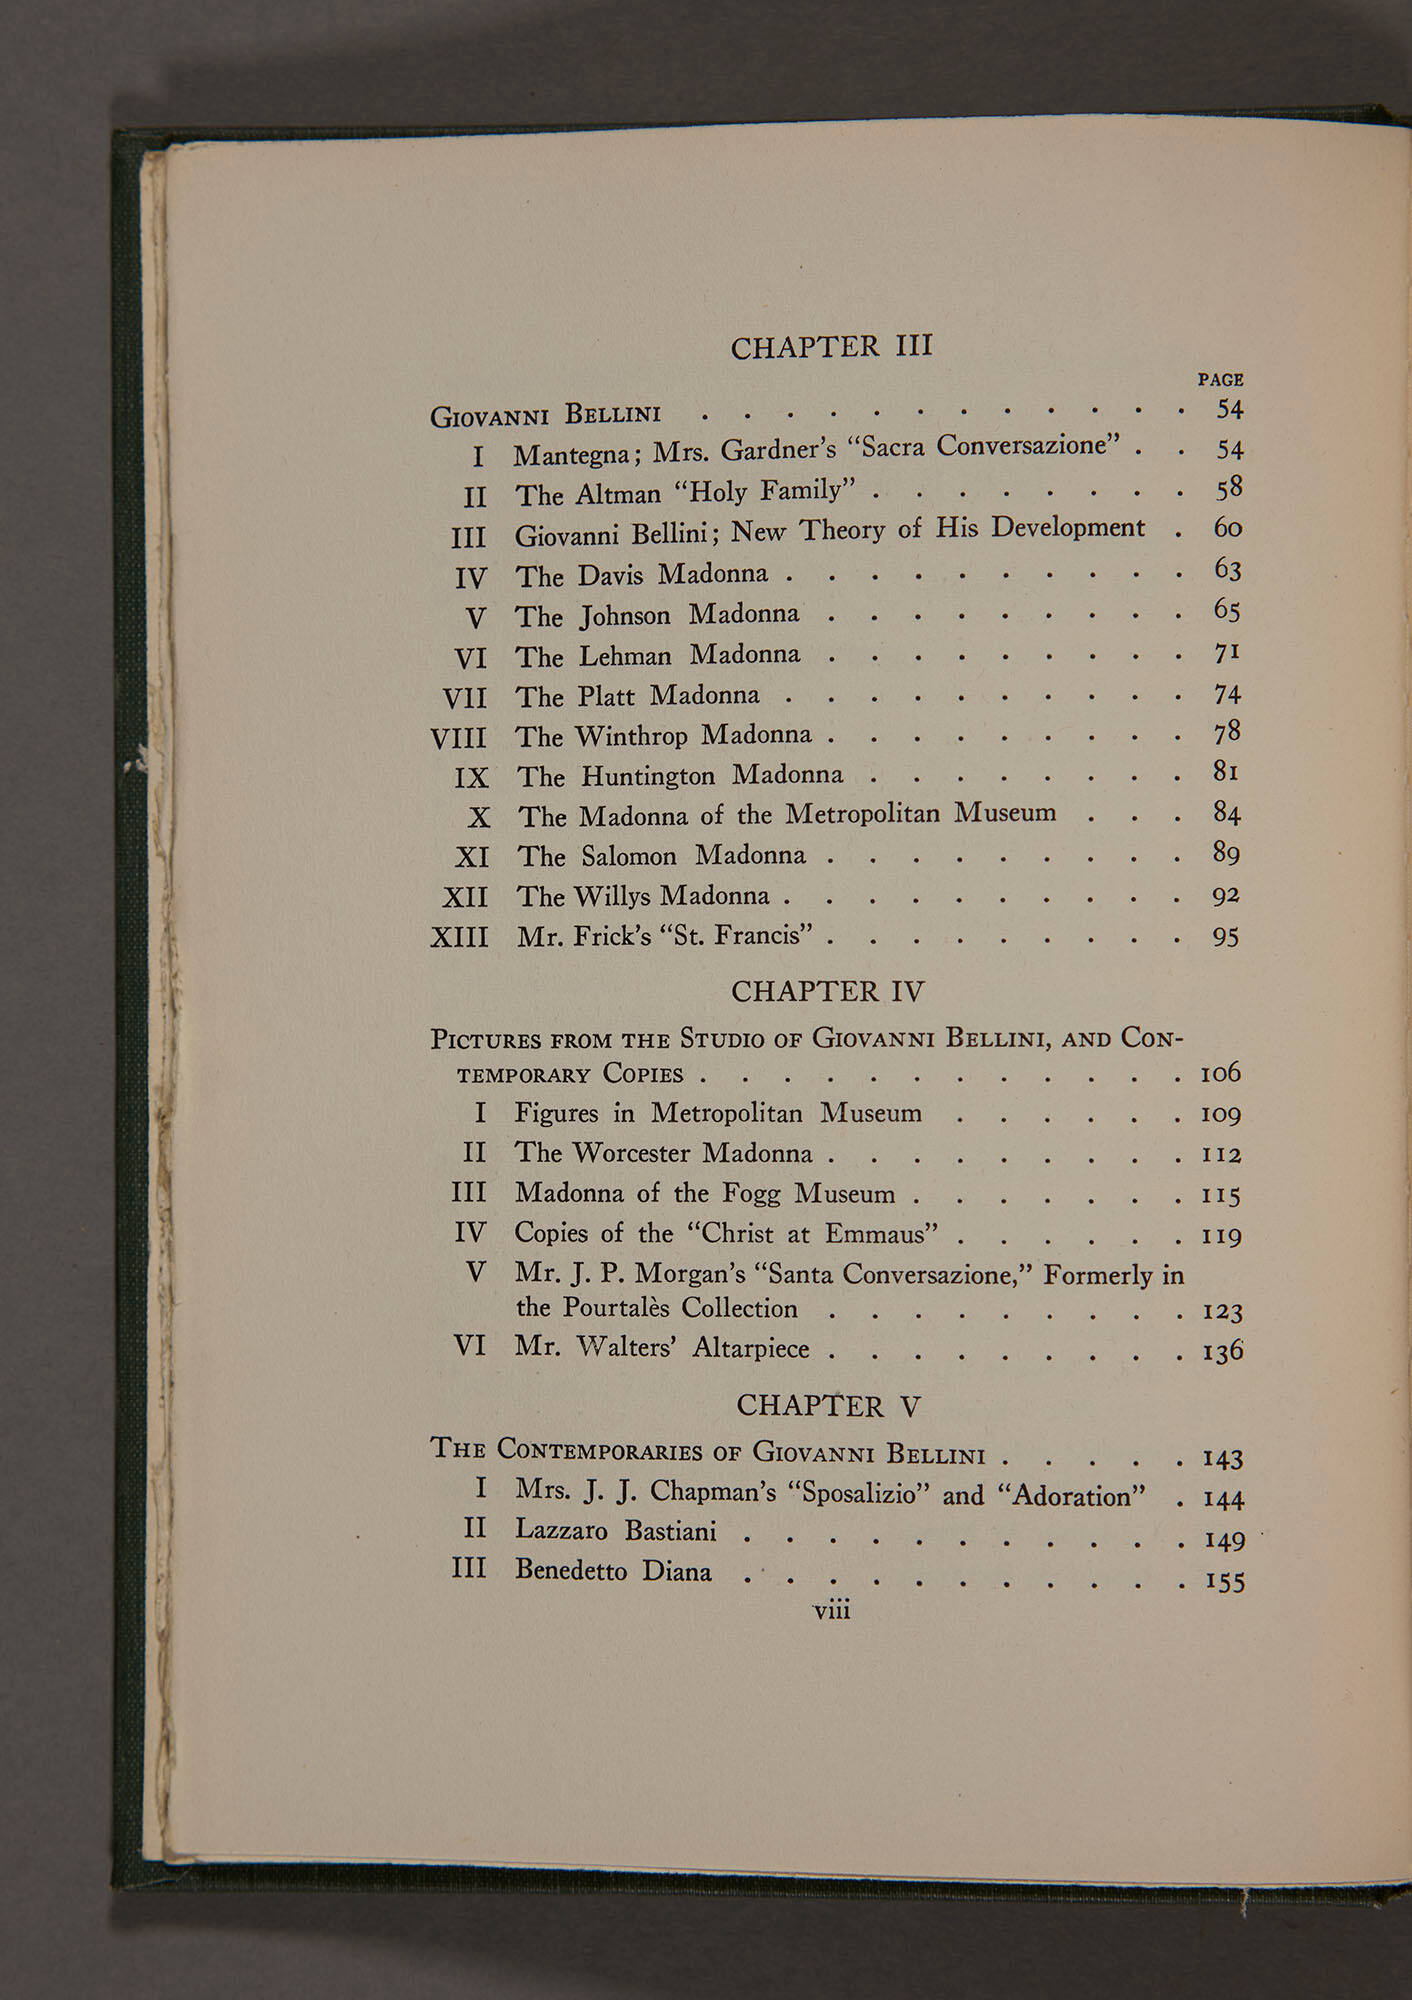 CHAPTER III
PAGE
GIOVANNI BELLINI . . . . . . . . . . . . 54
I Mantegna; Mrs. Gardner's “Sacra Conversazione” . . 54
II The Altman “Holy Family” . . . . . . . . 58
III Giovanni Bellini; New Theory of His Development . 60
IV The Davis Madonna . . . . . . . . . . 63
V The Johnson Madonna . . . . . . . . . 65
VI The Lehman Madonna . . . . . . . . . 71
VII The Platt Madonna . . . . . . . . . . 74
VIII The Winthrop Madonna . . . . . . . . . 78
IX The Huntington Madonna . . . . . . . . 81
X The Madonna of the Metropolitan Museum . . . 84
XI The Salomon Madonna . . . . . . . . . 89
XII The Willys Madonna . . . . . . . . . . 92
XIII Mr. Frick's “St. Francis” . . . . . . . . . 95
CHAPTER IV
PICTURES FROM THE STUDIO OF GIOVANNI BELLINI, AND CON-
TEMPORARY COPIES . . . . . . . . . . . . 106
I Figures in Metropolitan Museum . . . . . . 109
II The Worcester Madonna . . . . . . . . . 112
III Madonna of the Fogg Museum . . . . . . . 115
IV Copies of the “Christ at Emmaus” . . . . . . 119
V Mr. J. P. Morgan's “Santa Conversazione,” Formerly in
the Pourtalès Collection . . . . . . . . . 123
VI Mr. Walters' Altarpiece . . . . . . . . . 136
CHAPTER V
THE CONTEMPORARIES OF GIOVANNI BELLINI . . . . . 143
I Mrs. J. J. Chapman's “Sposalizio” and “Adoration” . 144
II Lazzaro Bastiani . . . . . . . . . . . 149
III Benedetto Diana . . . . . . . . . . . 155
viii